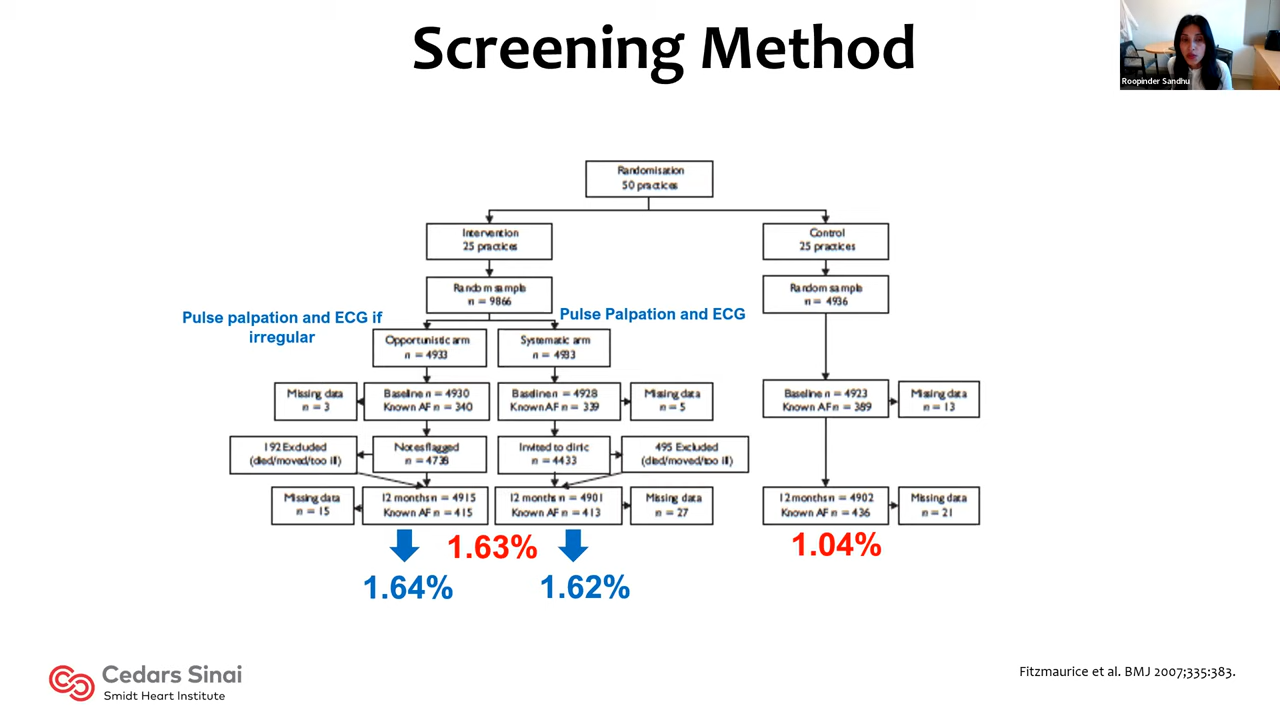 Screening Method
Roopinder Sandhu
Randomisation
50 practices
Intervention
25 practices
Control
25 practices
Random sample
n = 9866
Random sample
n = 4936
Pulse palpation and ECG if
irregular
Pulse Palpation and ECG
Opportunistic arm
n = 4933
Systematic arm
n = 4933
Missing data
n = 3
Baseline n = 4930
Known AF n = 340
Baseline n = 4928
Known AF n = 339
Missing data
n = 5
Baseline n = 4923
Known AF n = 389
Missing data
n = 13
192 Excluded
(died/moved/too ill)
Notes flagged
n = 4738
Invited to clinic
n = 4433
495 Excluded
(died/moved/too ill)
Missing data
n = 15
12 months n = 4915
Known AF n = 415
12 months n = 4901
Known AF n = 413
Missing data
n = 27
12 months n = 4902
Known AF n = 436
Missing data
n = 21
1.63%
1.04%
1.64%
1.62%
Cedars Sinai
Smidt Heart Institute
Fitzmaurice et al. BMJ 2007;335:383.